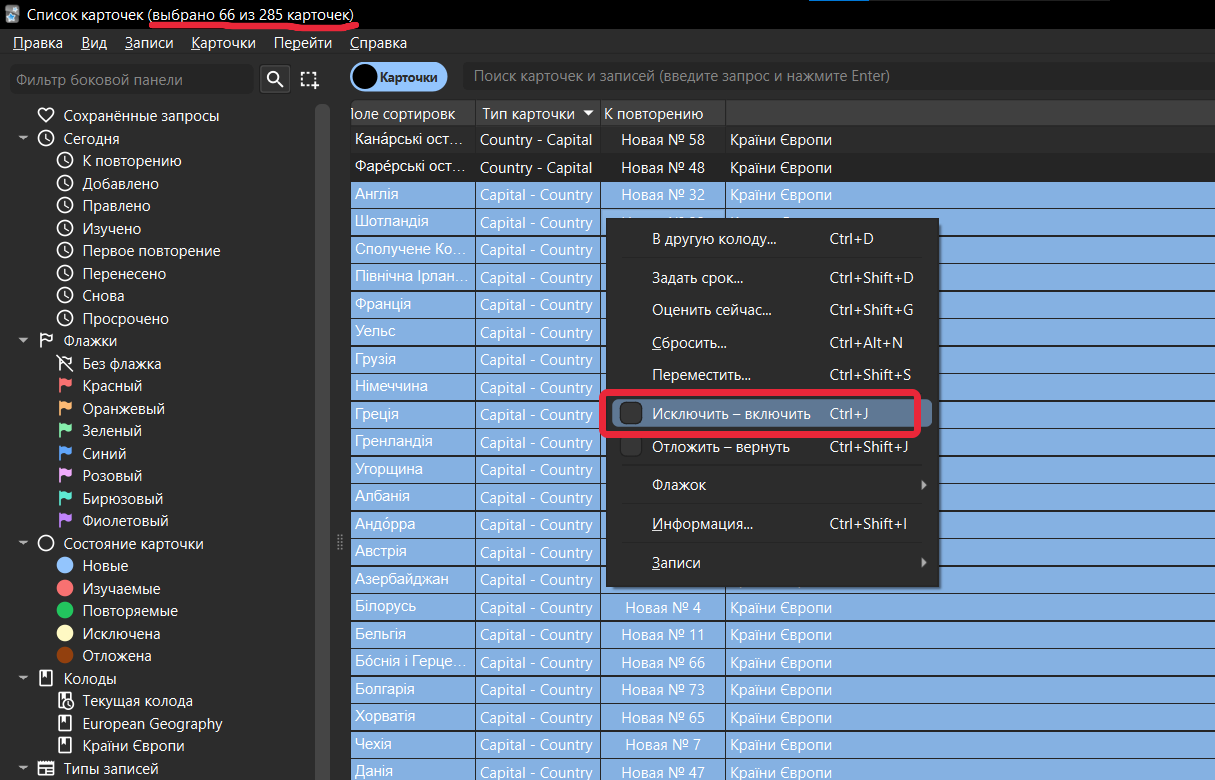 Список карточек (выбрано 66 из 285 карточек)
Правка Вид Записи Карточки Перейти Справка
Фильтр боковой панели
Карточки
Поиск карточек и записей (введите запрос и нажмите Enter)
Сохранённые запросы
Сегодня
К повторению
Добавлено
Правлено
Изучено
Первое повторение
Перенесено
Снова
Просрочено
Флажки
Без флажка
Красный
Оранжевый
Зеленый
Синий
Розовый
Бирюзовый
Фиолетовый
Состояние карточки
Новые
Изучаемые
Повторяемые
Исключена
Отложена
Колоды
Текущая колода
European Geography
Країни Європи
Типы записей
Іоле сортировк Тип карточки К повторению
Кана́рські ост... Country - Capital Новая № 58 Країни Європи
Фаре́рські ост... Country - Capital Новая № 48 Країни Європи
Англія Capital - Country Новая № 32 Країни Європи
Шотландія Capital - Country
Сполучене Ко... Capital - Country
Північна Ірлан... Capital - Country
Франція Capital - Country
Уельс Capital - Country
Грузія Capital - Country
Німеччина Capital - Country
Греція Capital - Country
Гренландія Capital - Country
Угорщина Capital - Country
Албанія Capital - Country
Андо́рра Capital - Country
Австрія Capital - Country
Азербайджан Capital - Country
Білорусь Capital - Country Новая № 4 Країни Європи
Бельгія Capital - Country Новая № 11 Країни Європи
Бо́снія і Герце... Capital - Country Новая № 66 Країни Європи
Болгарія Capital - Country Новая № 73 Країни Європи
Хорватія Capital - Country Новая № 65 Країни Європи
Чехія Capital - Country Новая № 7 Країни Європи
Данія Capital - Country Новая № 47 Країни Європи
В другую колоду... Ctrl+D
Задать срок... Ctrl+Shift+D
Оценить сейчас... Ctrl+Shift+G
Сбросить... Ctrl+Alt+N
Переместить... Ctrl+Shift+S
Исключить – включить Ctrl+J
Отложить – вернуть Ctrl+Shift+J
Флажок
Информация... Ctrl+Shift+I
Записи